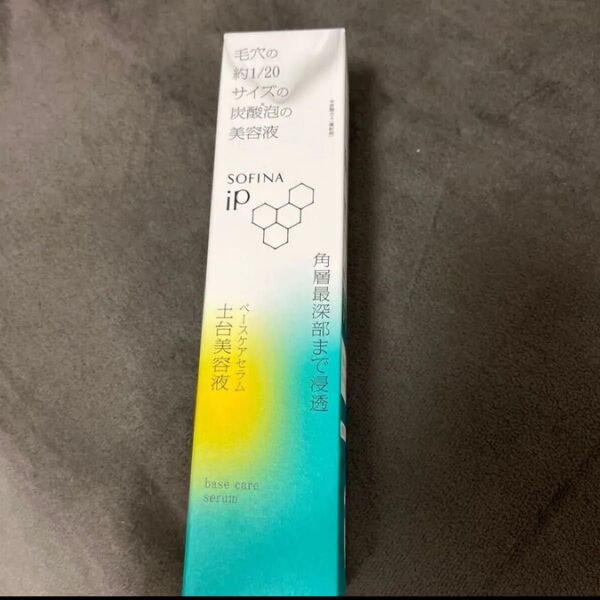 毛穴の
約1/20
サイズの
炭酸泡の
美容液
SOFINA
iP
角層最深部まで浸透
ベースケアセラム
土台美容液
base care
serum